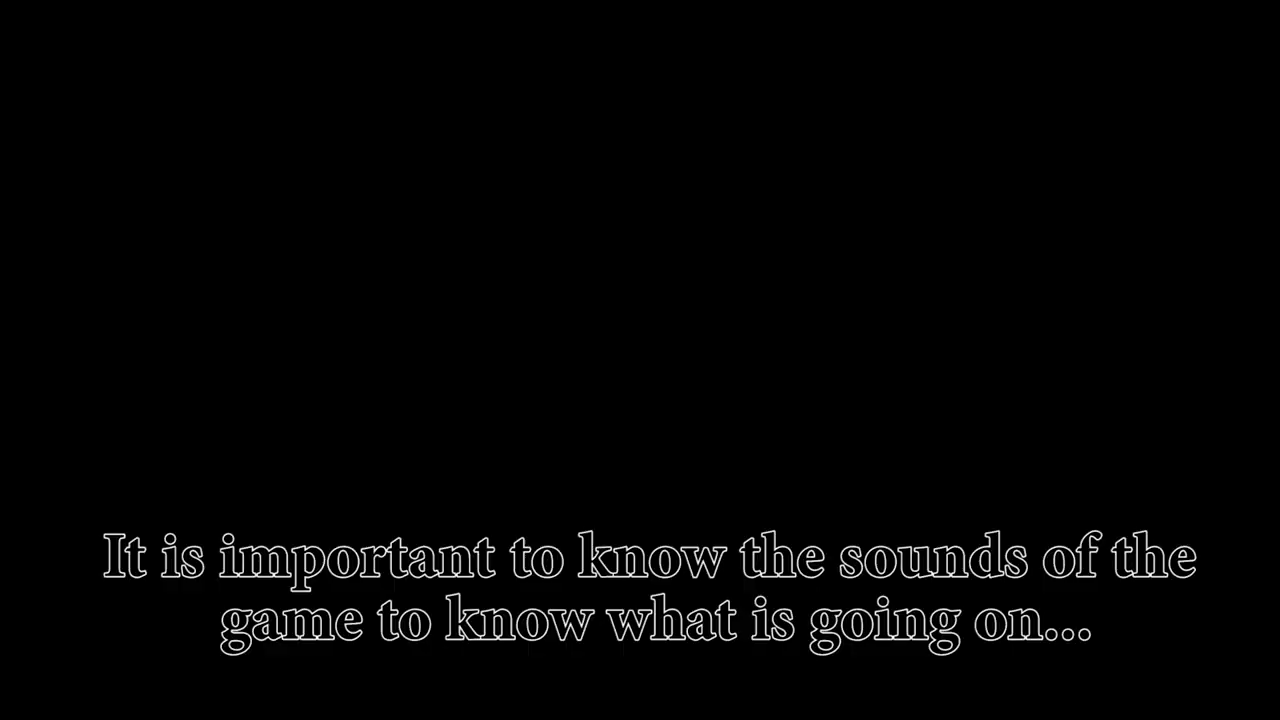 It is important to know the sounds of the
game to know what is going on...